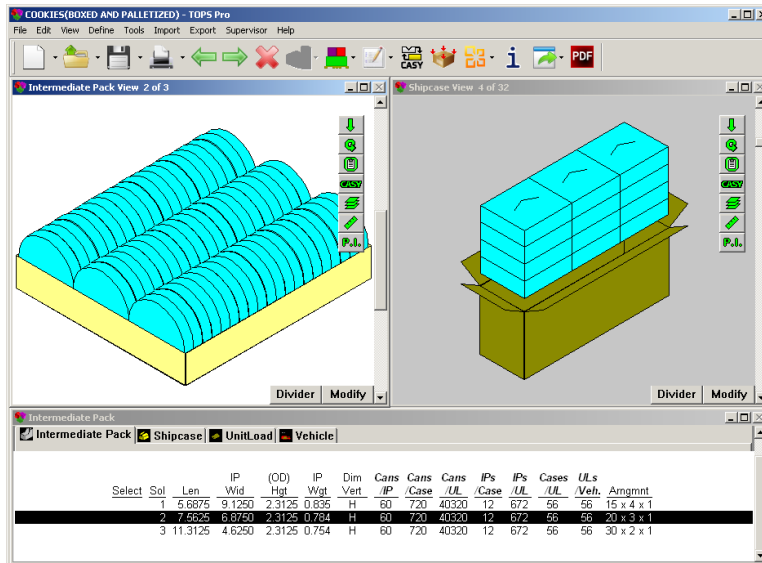 COOKIES(BOXED AND PALLETIZED) - TOPS Pro
File Edit View Define Tools Import Export Supervisor Help
CASY i PDF
Intermediate Pack View 2 of 3
Shipcase View 4 of 32
CASY
P.I.
CASY
P.I.
Divider Modify
Divider Modify
Intermediate Pack
Intermediate Pack Shipcase UnitLoad Vehicle
IP (OD) IP Dim Cans Cans Cans IPs IPs Cases ULs
Select Sol Len Wid Hgt Wgt Vert /IP /Case /UL /Case /UL /UL /Veh. Arngmnt
1 5.6875 9.1250 2.3125 0.835 H 60 720 40320 12 672 56 56 15 x 4 x 1
2 7.5625 6.8750 2.3125 0.784 H 60 720 40320 12 672 56 56 20 x 3 x 1
3 11.3125 4.6250 2.3125 0.754 H 60 720 40320 12 672 56 56 30 x 2 x 1